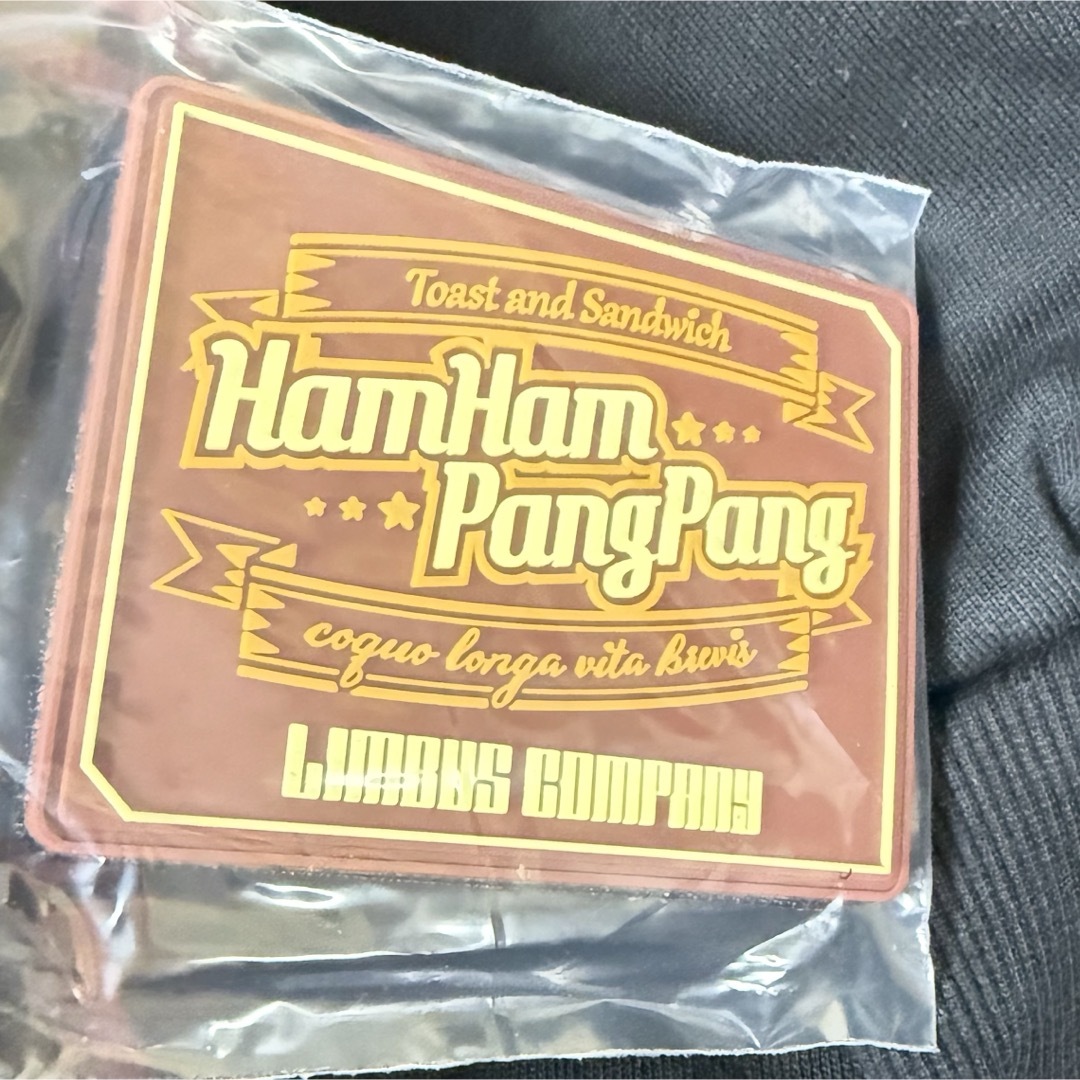 Toast and Sandwich
HamHam
PangPang
coquo longa vita brevis
LIMBUS COMPANY